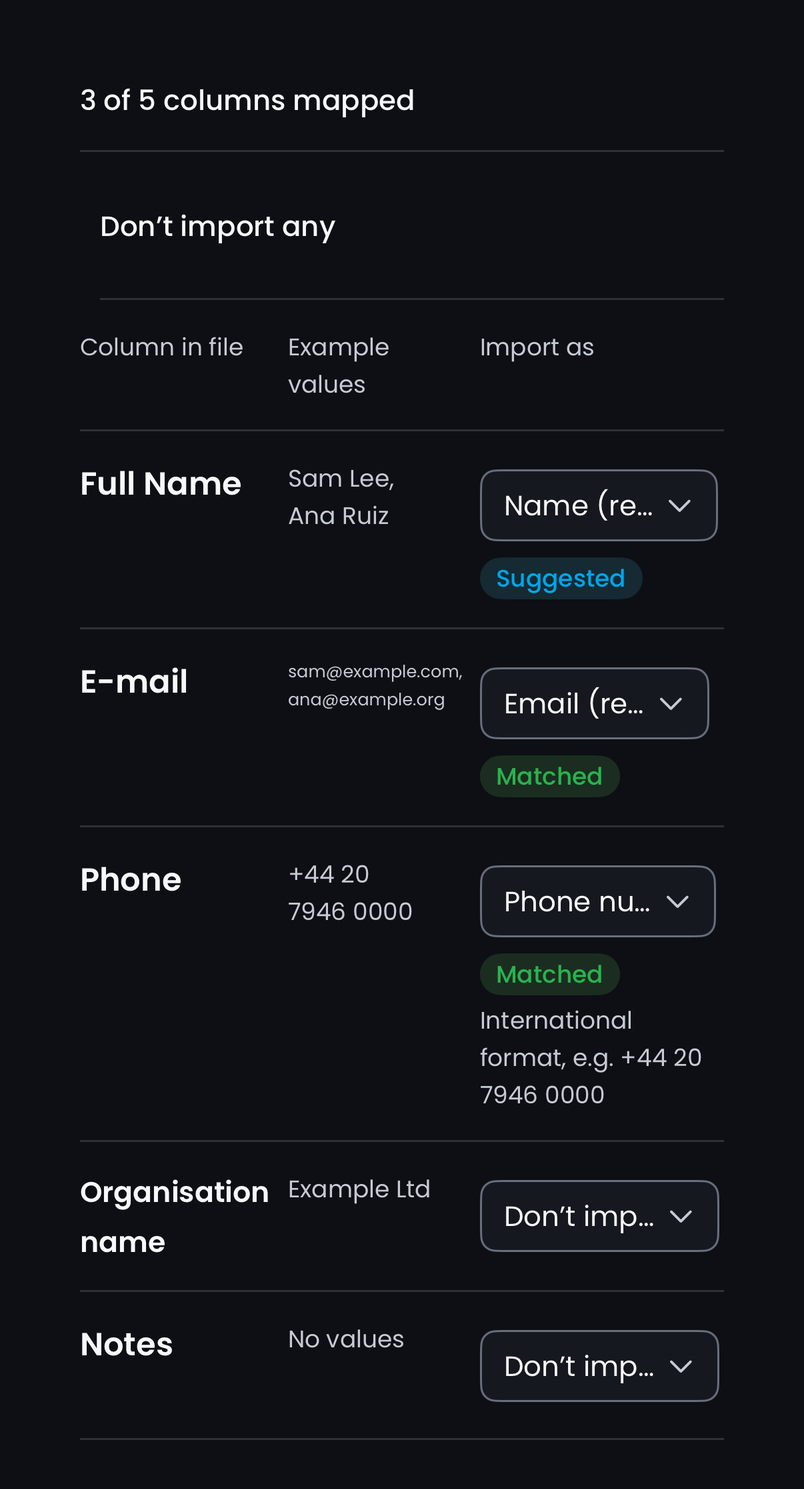 3 of 5 columns mapped
Don’t import any
Column in file
Example
values
Import as
Full Name
Sam Lee,
Ana Ruiz
Name (re…
Suggested
E-mail
sam@example.com,
ana@example.org
Email (re…
Matched
Phone
+44 20
7946 0000
Phone nu…
Matched
International
format, e.g. +44 20
7946 0000
Organisation
name
Example Ltd
Don’t imp…
Notes
No values
Don’t imp…